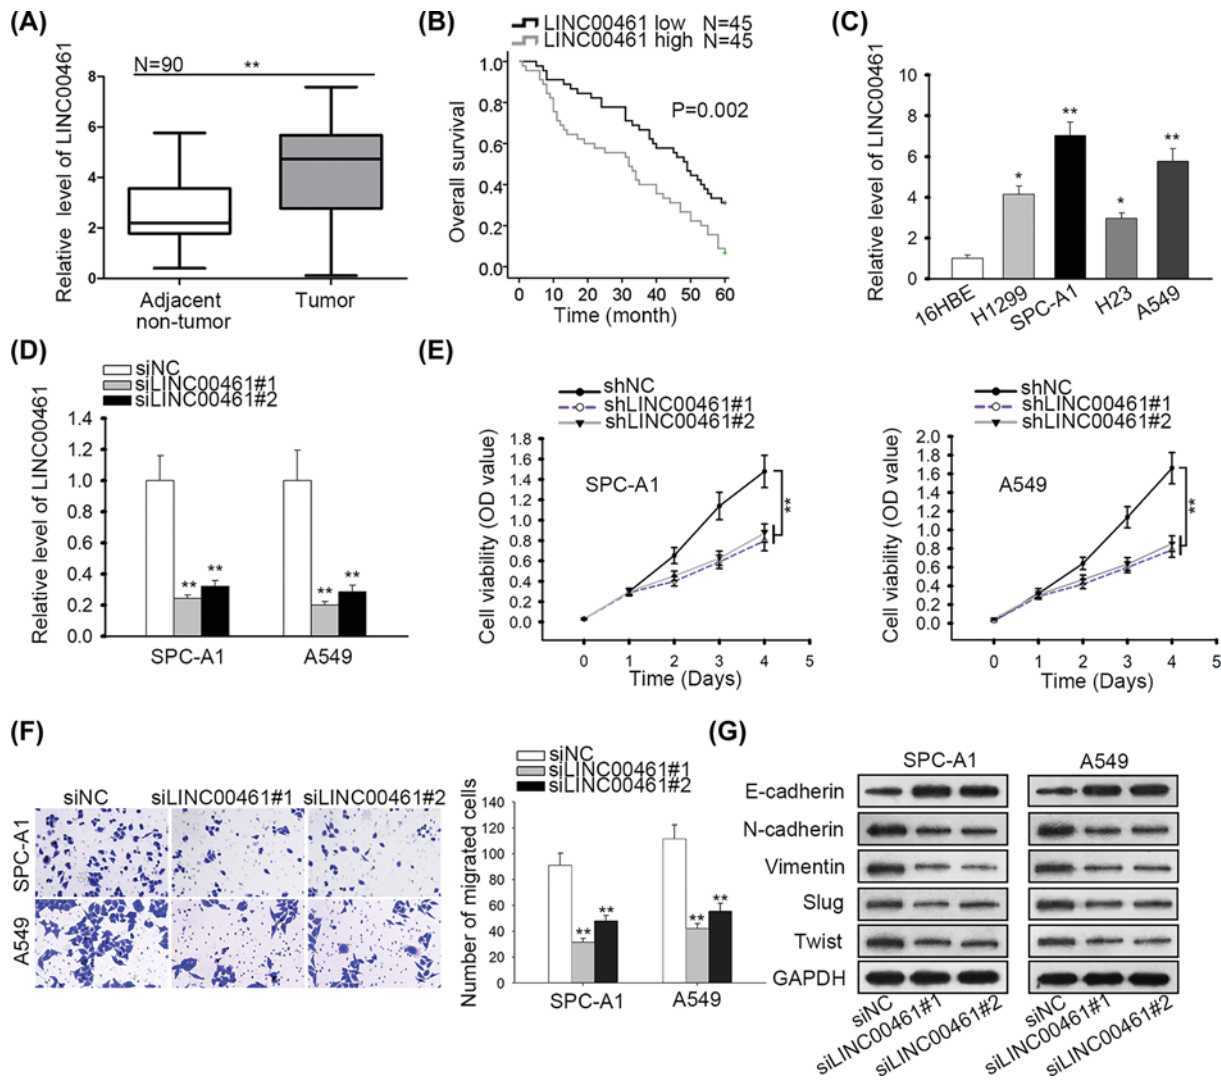 (A)
N=90
**
Relative level of LINC00461
8
6
4
2
0
Adjacent
non-tumor
Tumor
(B)
LINC00461 low N=45
LINC00461 high N=45
P=0.002
Overall survival
1.0
0.8
0.6
0.4
0.2
0.0
0 10 20 30 40 50 60
Time (month)
(C)
Relative level of LINC00461
10
8
6
4
2
0
*
**
*
**
16HBE
H1299
SPC-A1
H23
A549
(D)
siNC
siLINC00461#1
siLINC00461#2
Relative level of LINC00461
1.4
1.2
1.0
0.8
0.6
0.4
0.2
0.0
** ** ** **
SPC-A1 A549
(E)
shNC
shLINC00461#1
shLINC00461#2
Cell viability (OD value)
1.8
1.6
1.4
1.2
1.0
0.8
0.6
0.4
0.2
0.0
SPC-A1
**
0 1 2 3 4 5
Time (Days)
shNC
shLINC00461#1
shLINC00461#2
Cell viability (OD value)
2.0
1.8
1.6
1.4
1.2
1.0
0.8
0.6
0.4
0.2
0.0
A549
**
0 1 2 3 4 5
Time (Days)
(F)
siNC siLINC00461#1 siLINC00461#2
SPC-A1
A549
siNC
siLINC00461#1
siLINC00461#2
Number of migrated cells
140
120
100
80
60
40
20
0
** ** ** **
SPC-A1 A549
(G)
SPC-A1 A549
E-cadherin
N-cadherin
Vimentin
Slug
Twist
GAPDH
siNC
siLINC00461#1
siLINC00461#2
siNC
siLINC00461#1
siLINC00461#2